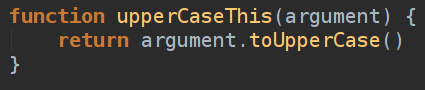 function upperCaseThis(argument) {
    return argument.toUpperCase()
}